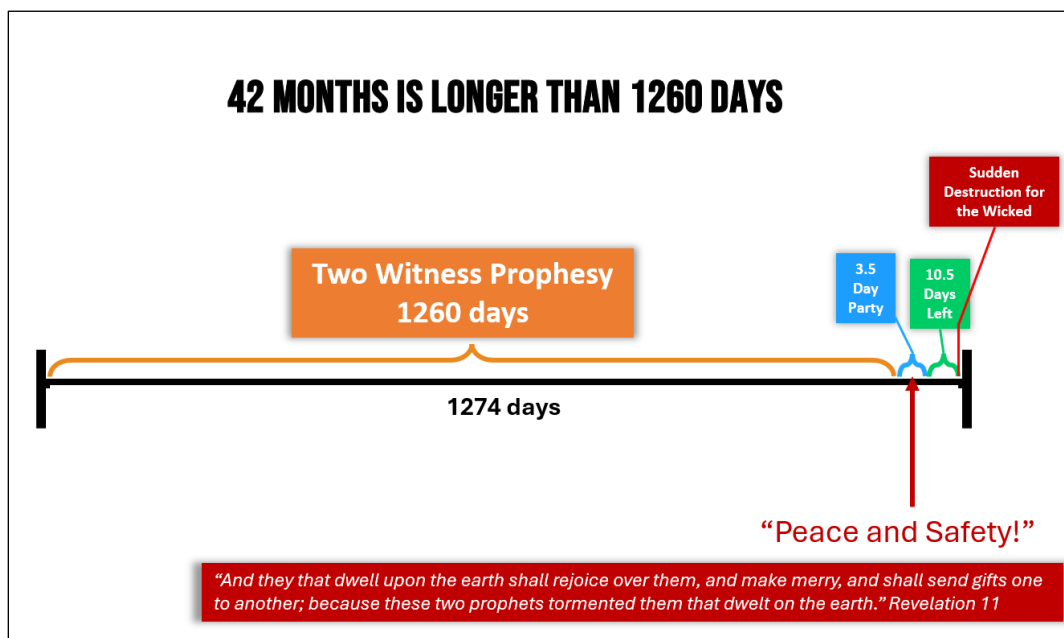 42 MONTHS IS LONGER THAN 1260 DAYS
Sudden
Destruction for
the Wicked
Two Witness Prophesy
1260 days
3.5
Day
Party
10.5
Days
Left
1274 days
“Peace and Safety!”
“And they that dwell upon the earth shall rejoice over them, and make merry, and shall send gifts one
to another; because these two prophets tormented them that dwelt on the earth.” Revelation 11